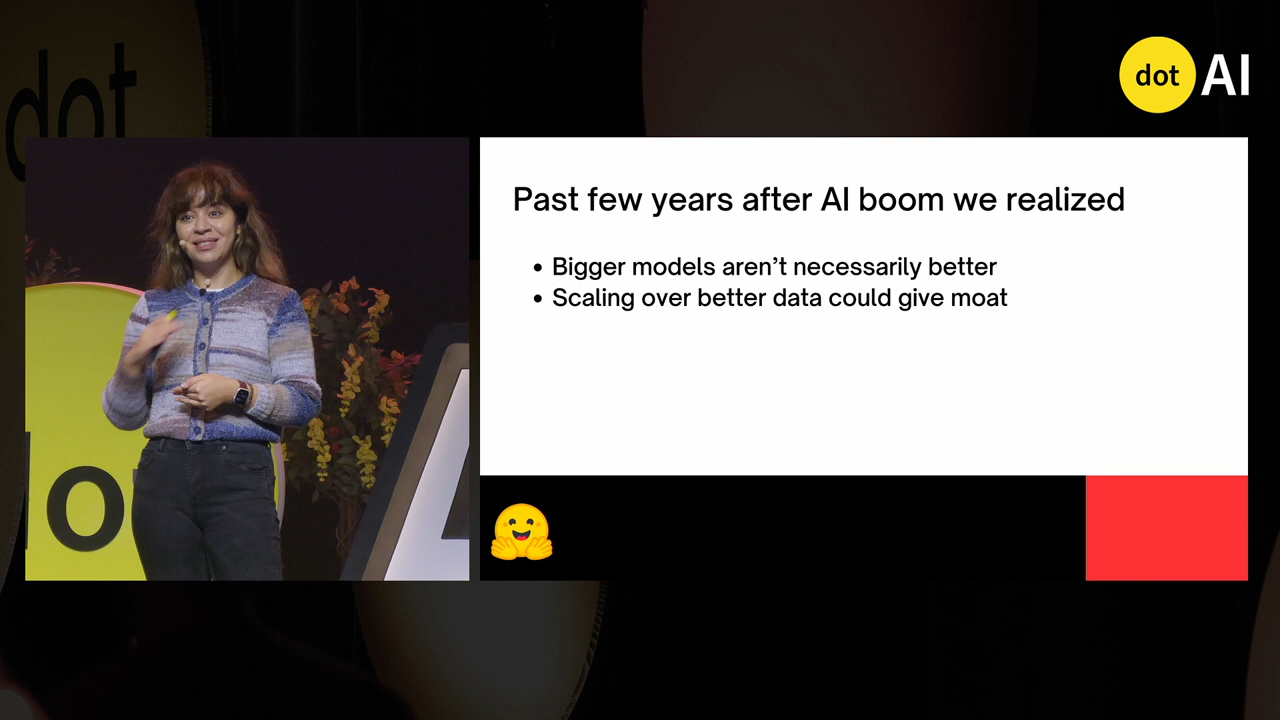 dot
dot AI
Past few years after AI boom we realized
• Bigger models aren't necessarily better
• Scaling over better data could give moat